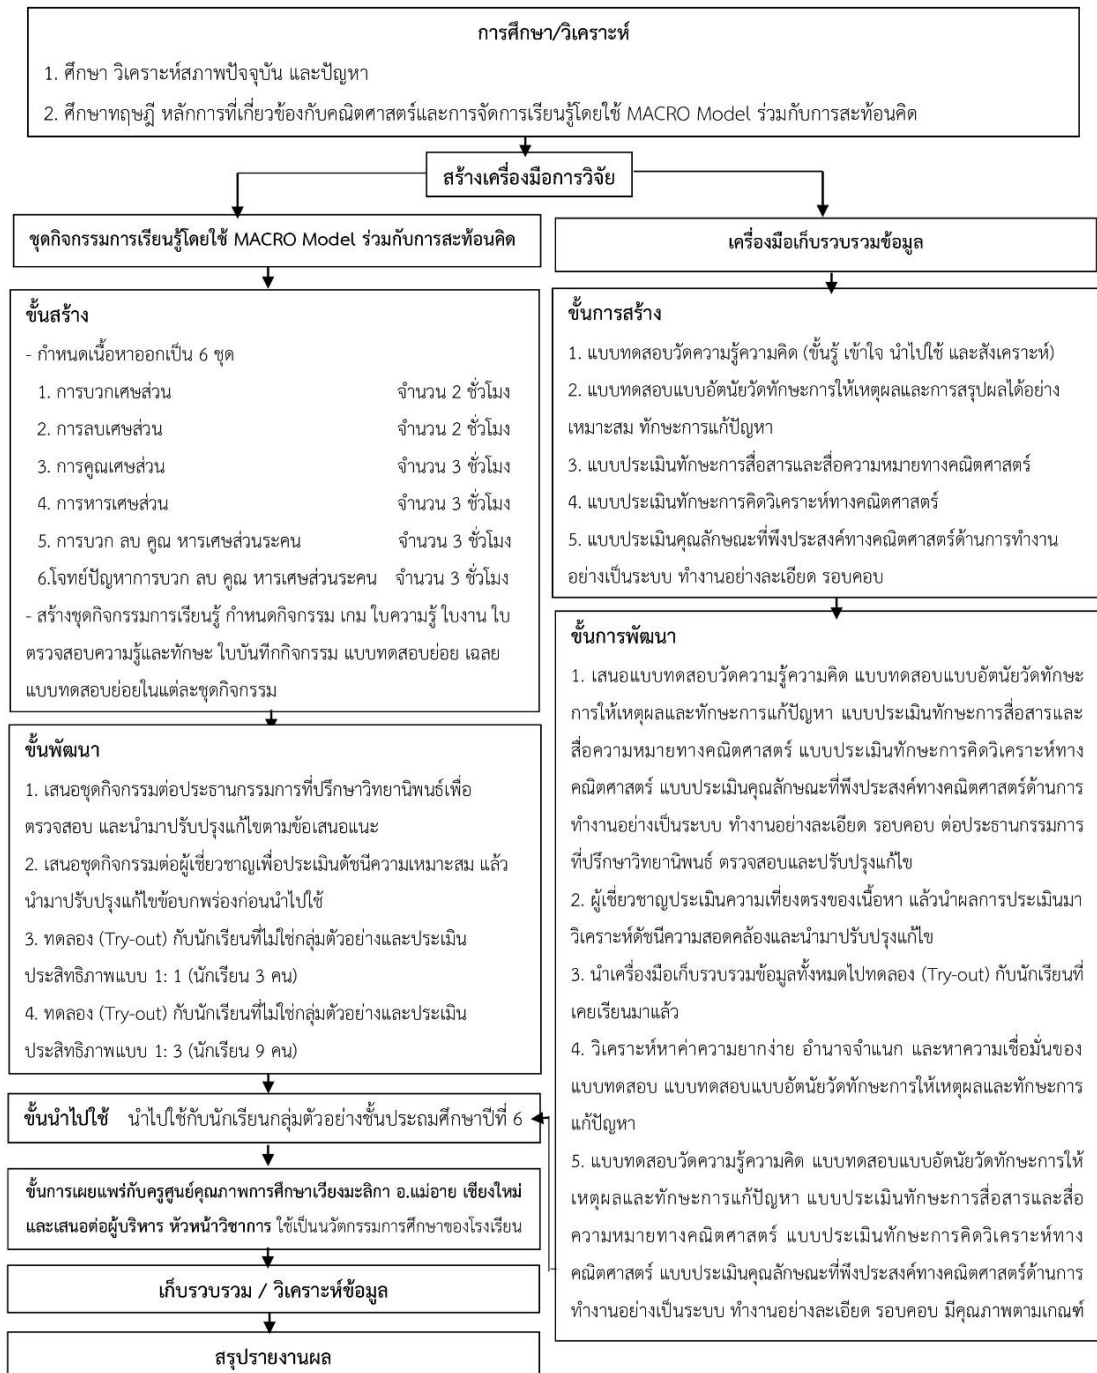 การศึกษา/วิเคราะห์
1. ศึกษา วิเคราะห์สภาพปัจจุบัน และปัญหา
2. ศึกษาทฤษฎี หลักการที่เกี่ยวข้องกับคณิตศาสตร์และการจัดการเรียนรู้โดยใช้ MACRO Model ร่วมกับการสะท้อนคิด
สร้างเครื่องมือการวิจัย
ชุดกิจกรรมการเรียนรู้โดยใช้ MACRO Model ร่วมกับการสะท้อนคิด
ขั้นสร้าง
- กำหนดเนื้อหาออกเป็น 6 ชุด
1. การบวกเศษส่วน จำนวน 2 ชั่วโมง
2. การลบเศษส่วน จำนวน 2 ชั่วโมง
3. การคูณเศษส่วน จำนวน 3 ชั่วโมง
4. การหารเศษส่วน จำนวน 3 ชั่วโมง
5. การบวก ลบ คูณ หารเศษส่วนระคน จำนวน 3 ชั่วโมง
6.โจทย์ปัญหาการบวก ลบ คูณ หารเศษส่วนระคน จำนวน 3 ชั่วโมง
- สร้างชุดกิจกรรมการเรียนรู้ กำหนดกิจกรรม เกม ใบความรู้ ใบงาน ใบ
ตรวจสอบความรู้และทักษะ ใบบันทึกกิจกรรม แบบทดสอบย่อย เฉลย
แบบทดสอบย่อยในแต่ละชุดกิจกรรม
ขั้นพัฒนา
1. เสนอชุดกิจกรรมต่อประธานกรรมการที่ปรึกษาวิทยานิพนธ์เพื่อ
ตรวจสอบ และนำมาปรับปรุงแก้ไขตามข้อเสนอแนะ
2. เสนอชุดกิจกรรมต่อผู้เชี่ยวชาญเพื่อประเมินดัชนีความเหมาะสม แล้ว
นำมาปรับปรุงแก้ไขข้อบกพร่องก่อนนำไปใช้
3. ทดลอง (Try-out) กับนักเรียนที่ไม่ใช่กลุ่มตัวอย่างและประเมิน
ประสิทธิภาพแบบ 1: 1 (นักเรียน 3 คน)
4. ทดลอง (Try-out) กับนักเรียนที่ไม่ใช่กลุ่มตัวอย่างและประเมิน
ประสิทธิภาพแบบ 1: 3 (นักเรียน 9 คน)
ขั้นนำไปใช้ นำไปใช้กับนักเรียนกลุ่มตัวอย่างชั้นประถมศึกษาปีที่ 6
ขั้นการเผยแพร่กับครูศูนย์คุณภาพการศึกษาเวียงมะลิกา อ.แม่อาย เชียงใหม่
และเสนอต่อผู้บริหาร หัวหน้าวิชาการ ใช้เป็นนวัตกรรมการศึกษาของโรงเรียน
เก็บรวบรวม / วิเคราะห์ข้อมูล
สรุปรายงานผล
เครื่องมือเก็บรวบรวมข้อมูล
ขั้นการสร้าง
1. แบบทดสอบวัดความรู้ความคิด (ขั้นรู้ เข้าใจ นำไปใช้ และสังเคราะห์)
2. แบบทดสอบแบบอัตนัยวัดทักษะการให้เหตุผลและการสรุปผลได้อย่าง
เหมาะสม ทักษะการแก้ปัญหา
3. แบบประเมินทักษะการสื่อสารและสื่อความหมายทางคณิตศาสตร์
4. แบบประเมินทักษะการคิดวิเคราะห์ทางคณิตศาสตร์
5. แบบประเมินคุณลักษณะที่พึงประสงค์ทางคณิตศาสตร์ด้านการทำงาน
อย่างเป็นระบบ ทำงานอย่างละเอียด รอบคอบ
ขั้นการพัฒนา
1. เสนอแบบทดสอบวัดความรู้ความคิด แบบทดสอบแบบอัตนัยวัดทักษะ
การให้เหตุผลและทักษะการแก้ปัญหา แบบประเมินทักษะการสื่อสารและ
สื่อความหมายทางคณิตศาสตร์ แบบประเมินทักษะการคิดวิเคราะห์ทาง
คณิตศาสตร์ แบบประเมินคุณลักษณะที่พึงประสงค์ทางคณิตศาสตร์ด้านการ
ทำงานอย่างเป็นระบบ ทำงานอย่างละเอียด รอบคอบ ต่อประธานกรรมการ
ที่ปรึกษาวิทยานิพนธ์ ตรวจสอบและปรับปรุงแก้ไข
2. ผู้เชี่ยวชาญประเมินความเที่ยงตรงของเนื้อหา แล้วนำผลการประเมินมา
วิเคราะห์ดัชนีความสอดคล้องและนำมาปรับปรุงแก้ไข
3. นำเครื่องมือเก็บรวบรวมข้อมูลทั้งหมดไปทดลอง (Try-out) กับนักเรียนที่
เคยเรียนมาแล้ว
4. วิเคราะห์หาค่าความยากง่าย อำนาจจำแนก และหาความเชื่อมั่นของ
แบบทดสอบ แบบทดสอบแบบอัตนัยวัดทักษะการให้เหตุผลและทักษะการ
แก้ปัญหา
5. แบบทดสอบวัดความรู้ความคิด แบบทดสอบแบบอัตนัยวัดทักษะการให้
เหตุผลและทักษะการแก้ปัญหา แบบประเมินทักษะการสื่อสารและสื่อ
ความหมายทางคณิตศาสตร์ แบบประเมินทักษะการคิดวิเคราะห์ทาง
คณิตศาสตร์ แบบประเมินคุณลักษณะที่พึงประสงค์ทางคณิตศาสตร์ด้านการ
ทำงานอย่างเป็นระบบ ทำงานอย่างละเอียด รอบคอบ มีคุณภาพตามเกณฑ์